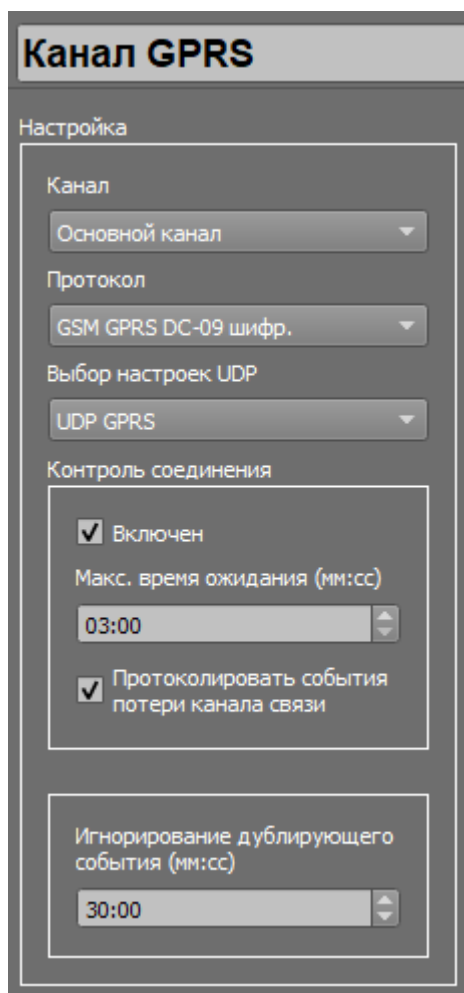 Канал GPRS
Настройка
Канал
Основной канал
Протокол
GSM GPRS DC-09 шифр.
Выбор настроек UDP
UDP GPRS
Контроль соединения
Включен
Макс. время ожидания (мм:сс)
03:00
Протоколировать события
потери канала связи
Игнорирование дублирующего
события (мм:сс)
30:00